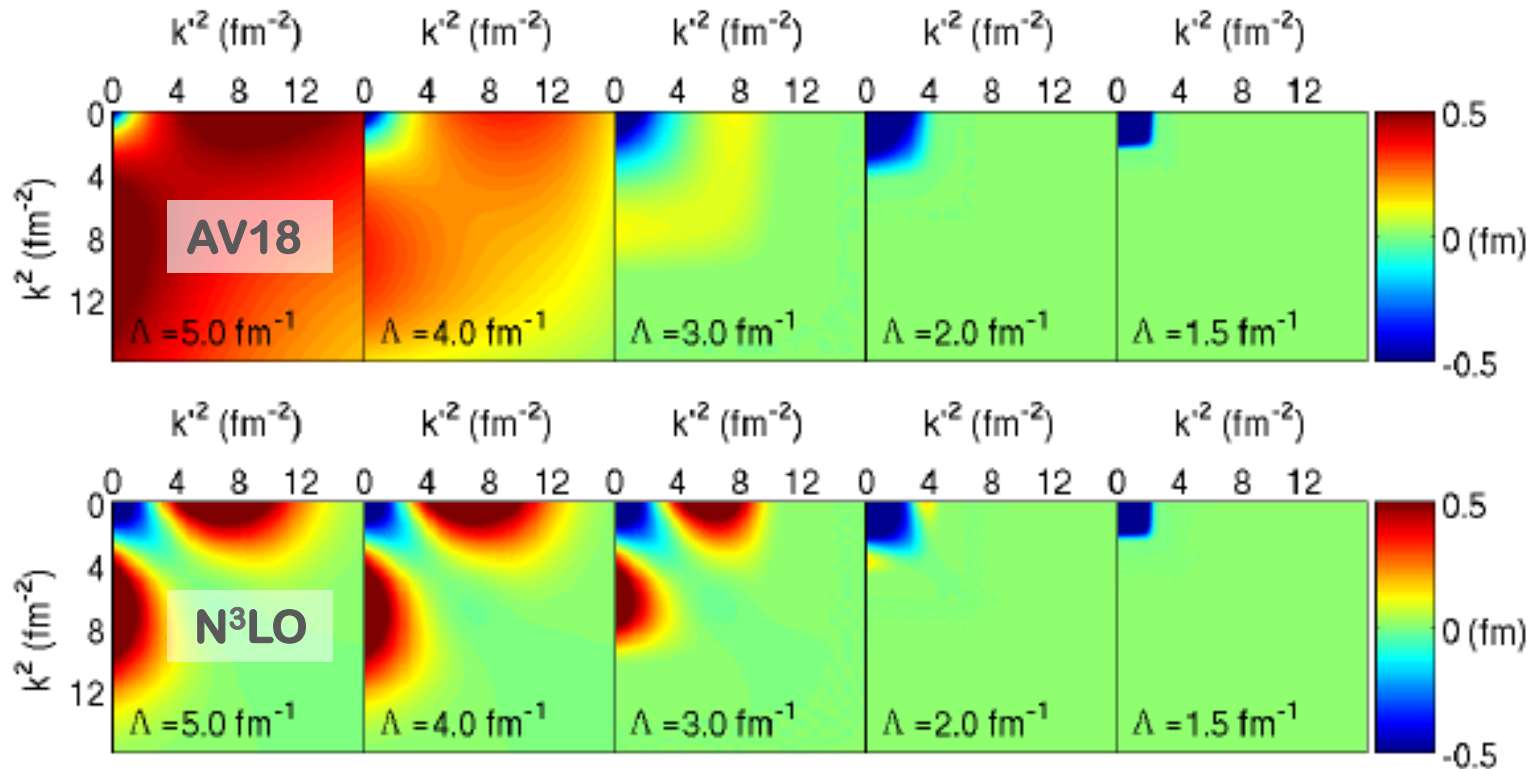 k'² (fm⁻²) k'² (fm⁻²) k'² (fm⁻²) k'² (fm⁻²) k'² (fm⁻²)
0 4 8 12 0 4 8 12 0 4 8 12 0 4 8 12 0 4 8 12
0
4
8
12
k² (fm⁻²)
AV18
Λ =5.0 fm⁻¹ Λ =4.0 fm⁻¹ Λ =3.0 fm⁻¹ Λ =2.0 fm⁻¹ Λ =1.5 fm⁻¹
0.5
0 (fm)
-0.5
k'² (fm⁻²) k'² (fm⁻²) k'² (fm⁻²) k'² (fm⁻²) k'² (fm⁻²)
0 4 8 12 0 4 8 12 0 4 8 12 0 4 8 12 0 4 8 12
0
4
8
12
k² (fm⁻²)
N³LO
Λ =5.0 fm⁻¹ Λ =4.0 fm⁻¹ Λ =3.0 fm⁻¹ Λ =2.0 fm⁻¹ Λ =1.5 fm⁻¹
0.5
0 (fm)
-0.5